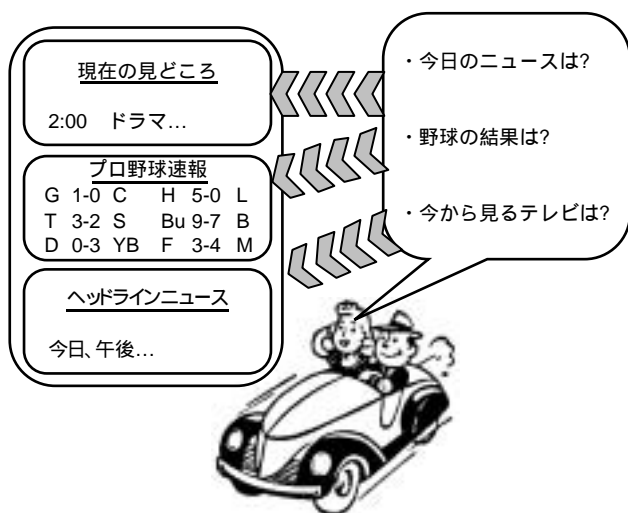 現在の見どころ
2:00 ドラマ…
プロ野球速報
G 1-0 C H 5-0 L
T 3-2 S Bu 9-7 B
D 0-3 YB F 3-4 M
ヘッドラインニュース
今日、午後…
・今日のニュースは?
・野球の結果は?
・今から見るテレビは?